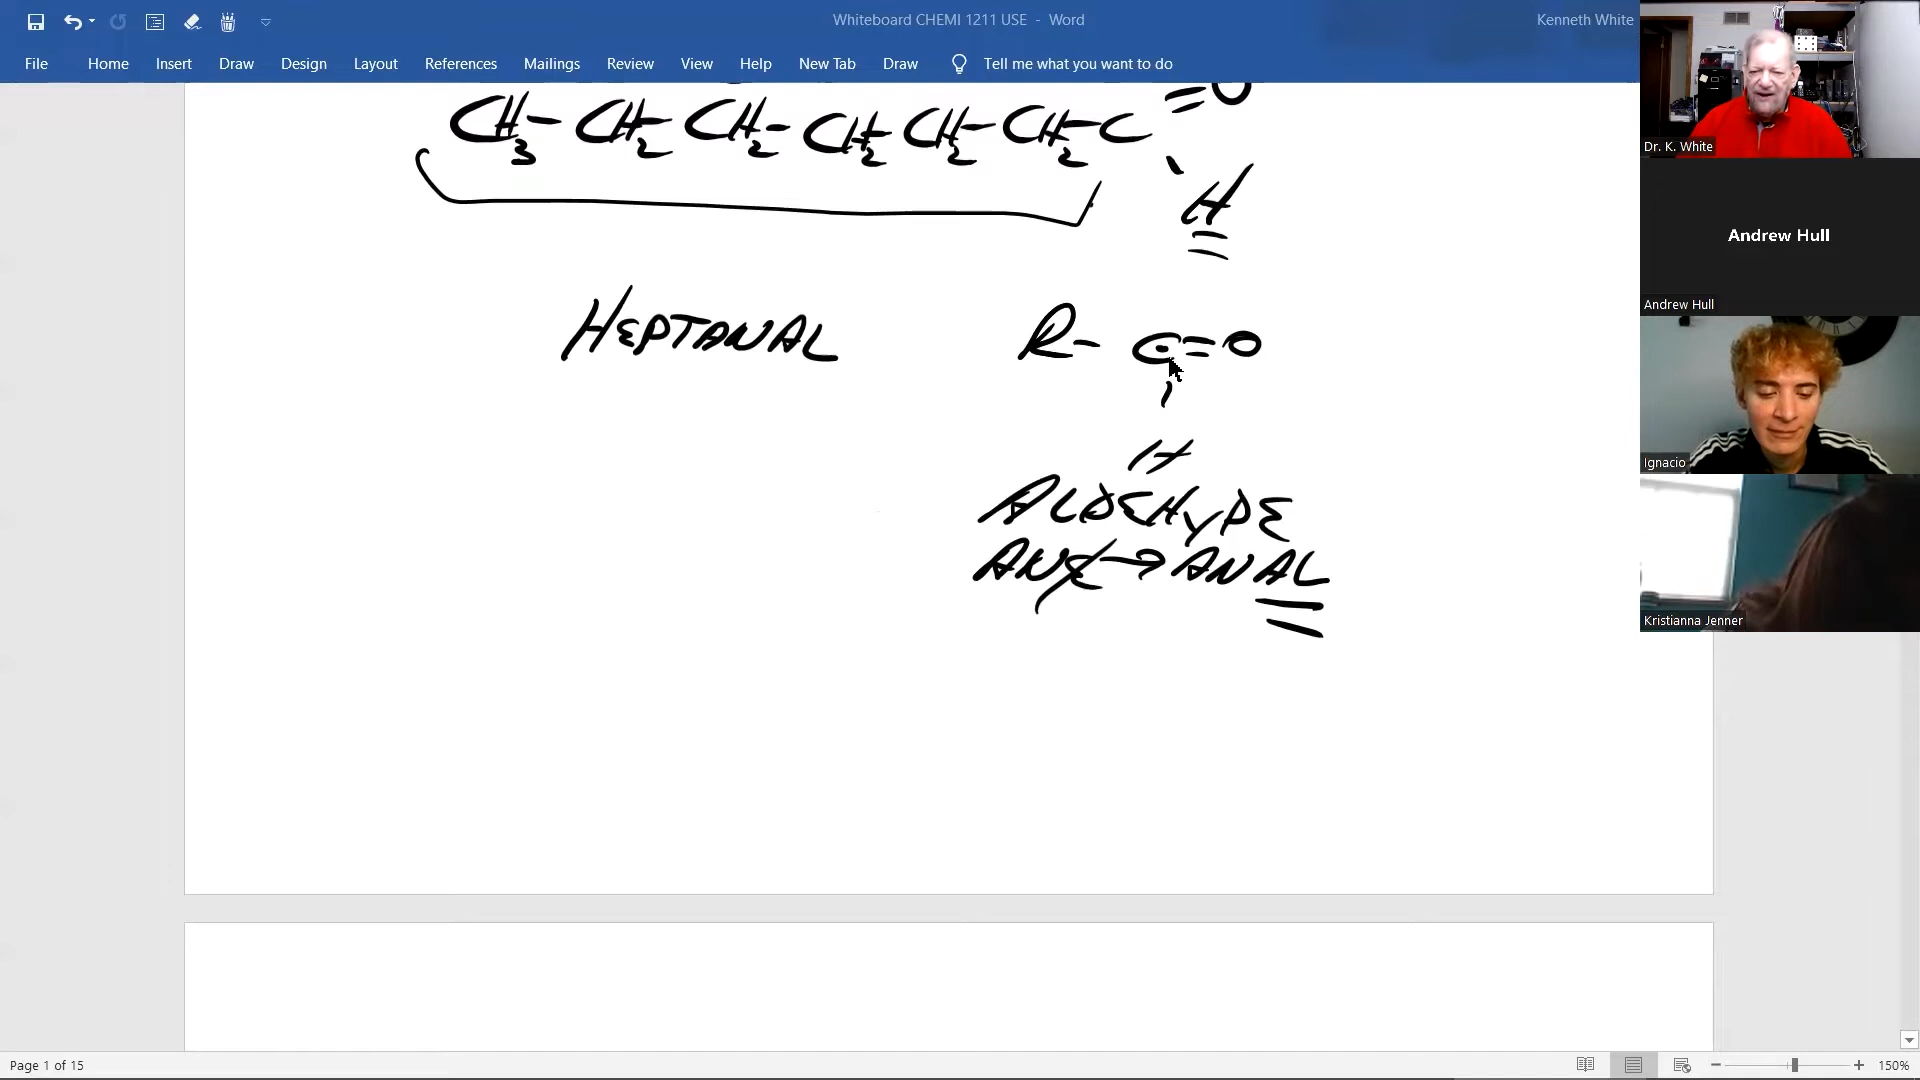 Whiteboard CHEMI 1211 USE - Word
Kenneth White
File Home Insert Draw Design Layout References Mailings Review View Help New Tab Draw Tell me what you want to do
=O
CH3-CH2-CH2-CH2-CH2-CH2-C
H
HEPTANAL
R-C=O
H
ALDEHYDE
ANE→ANAL
Dr. K. White
Andrew Hull
Andrew Hull
Ignacio
Kristianna Jenner
Page 1 of 15
150%